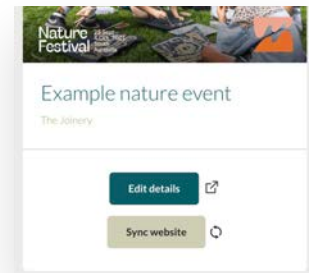 Nature
Festival
Example nature event
The Joinery
Edit details
Sync website